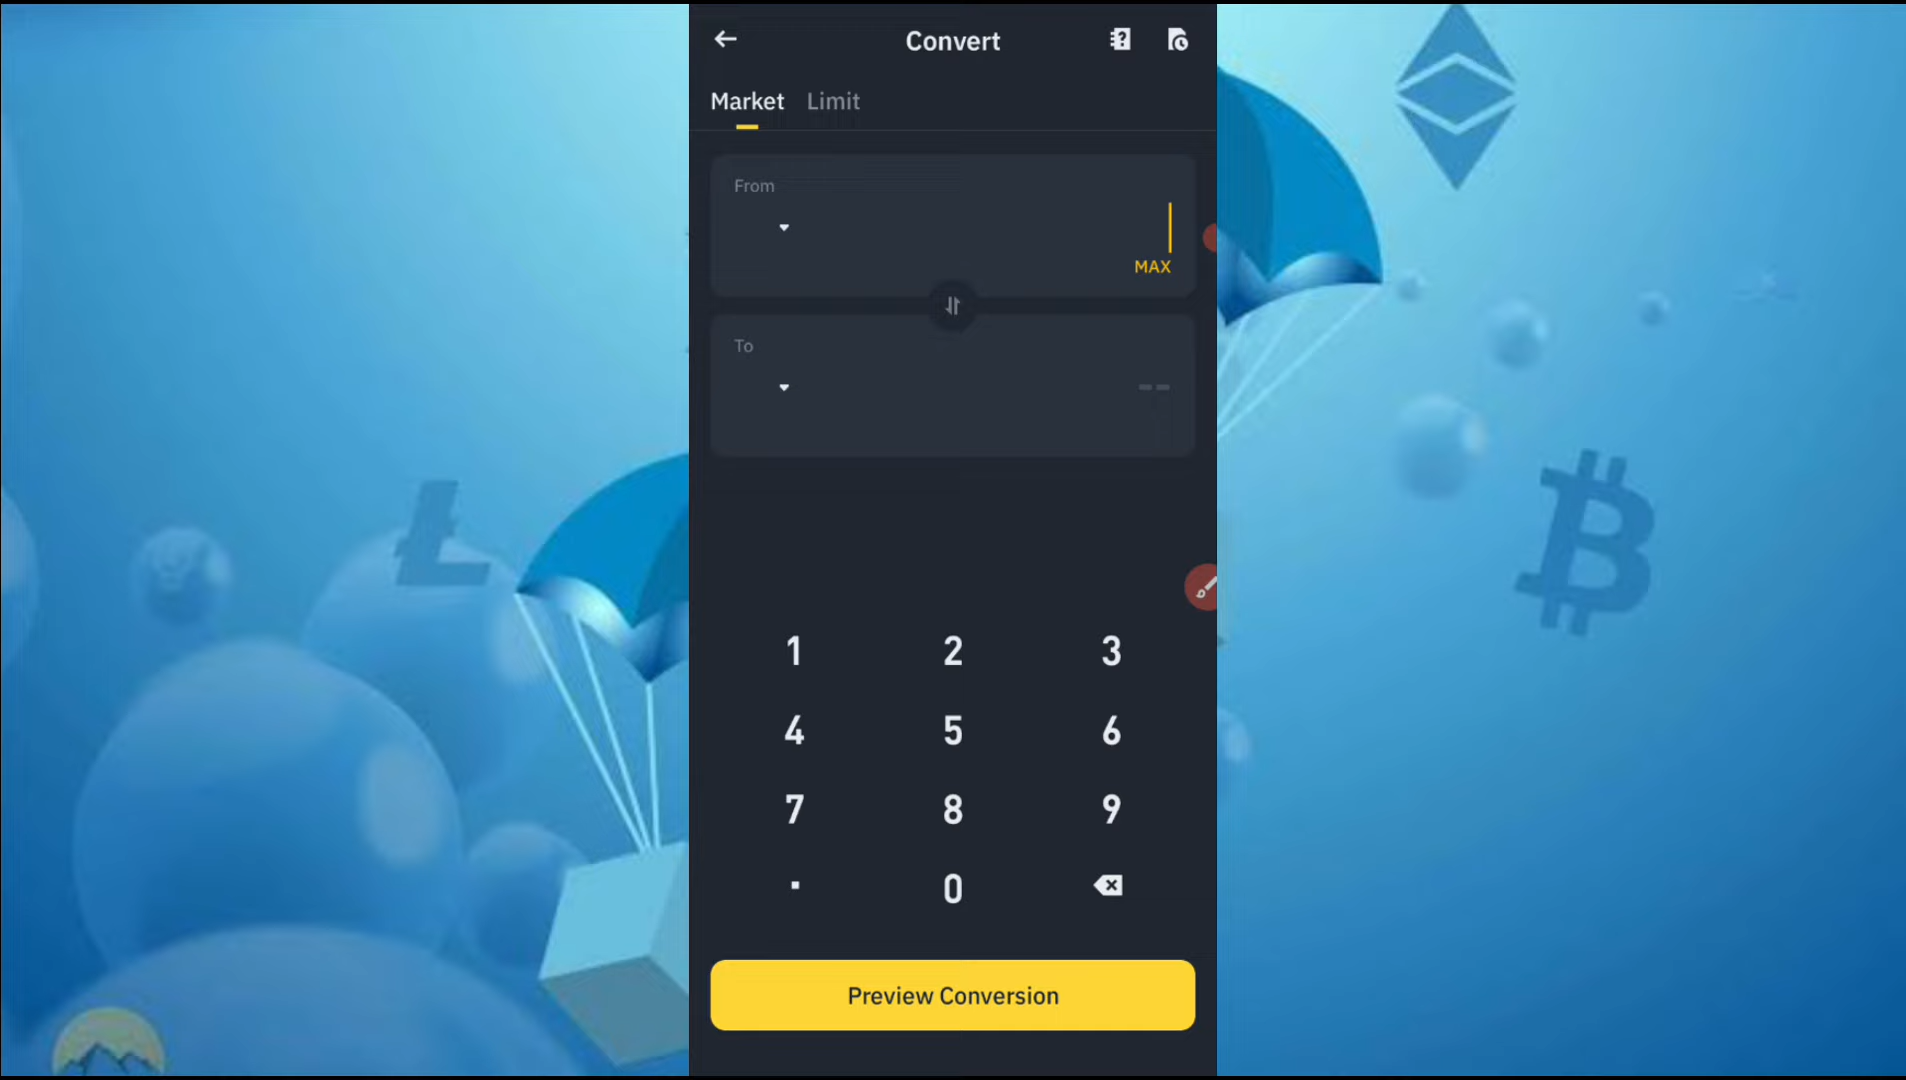 Convert
Market Limit
From
MAX
To
--
1 2 3
4 5 6
7 8 9
. 0
Preview Conversion